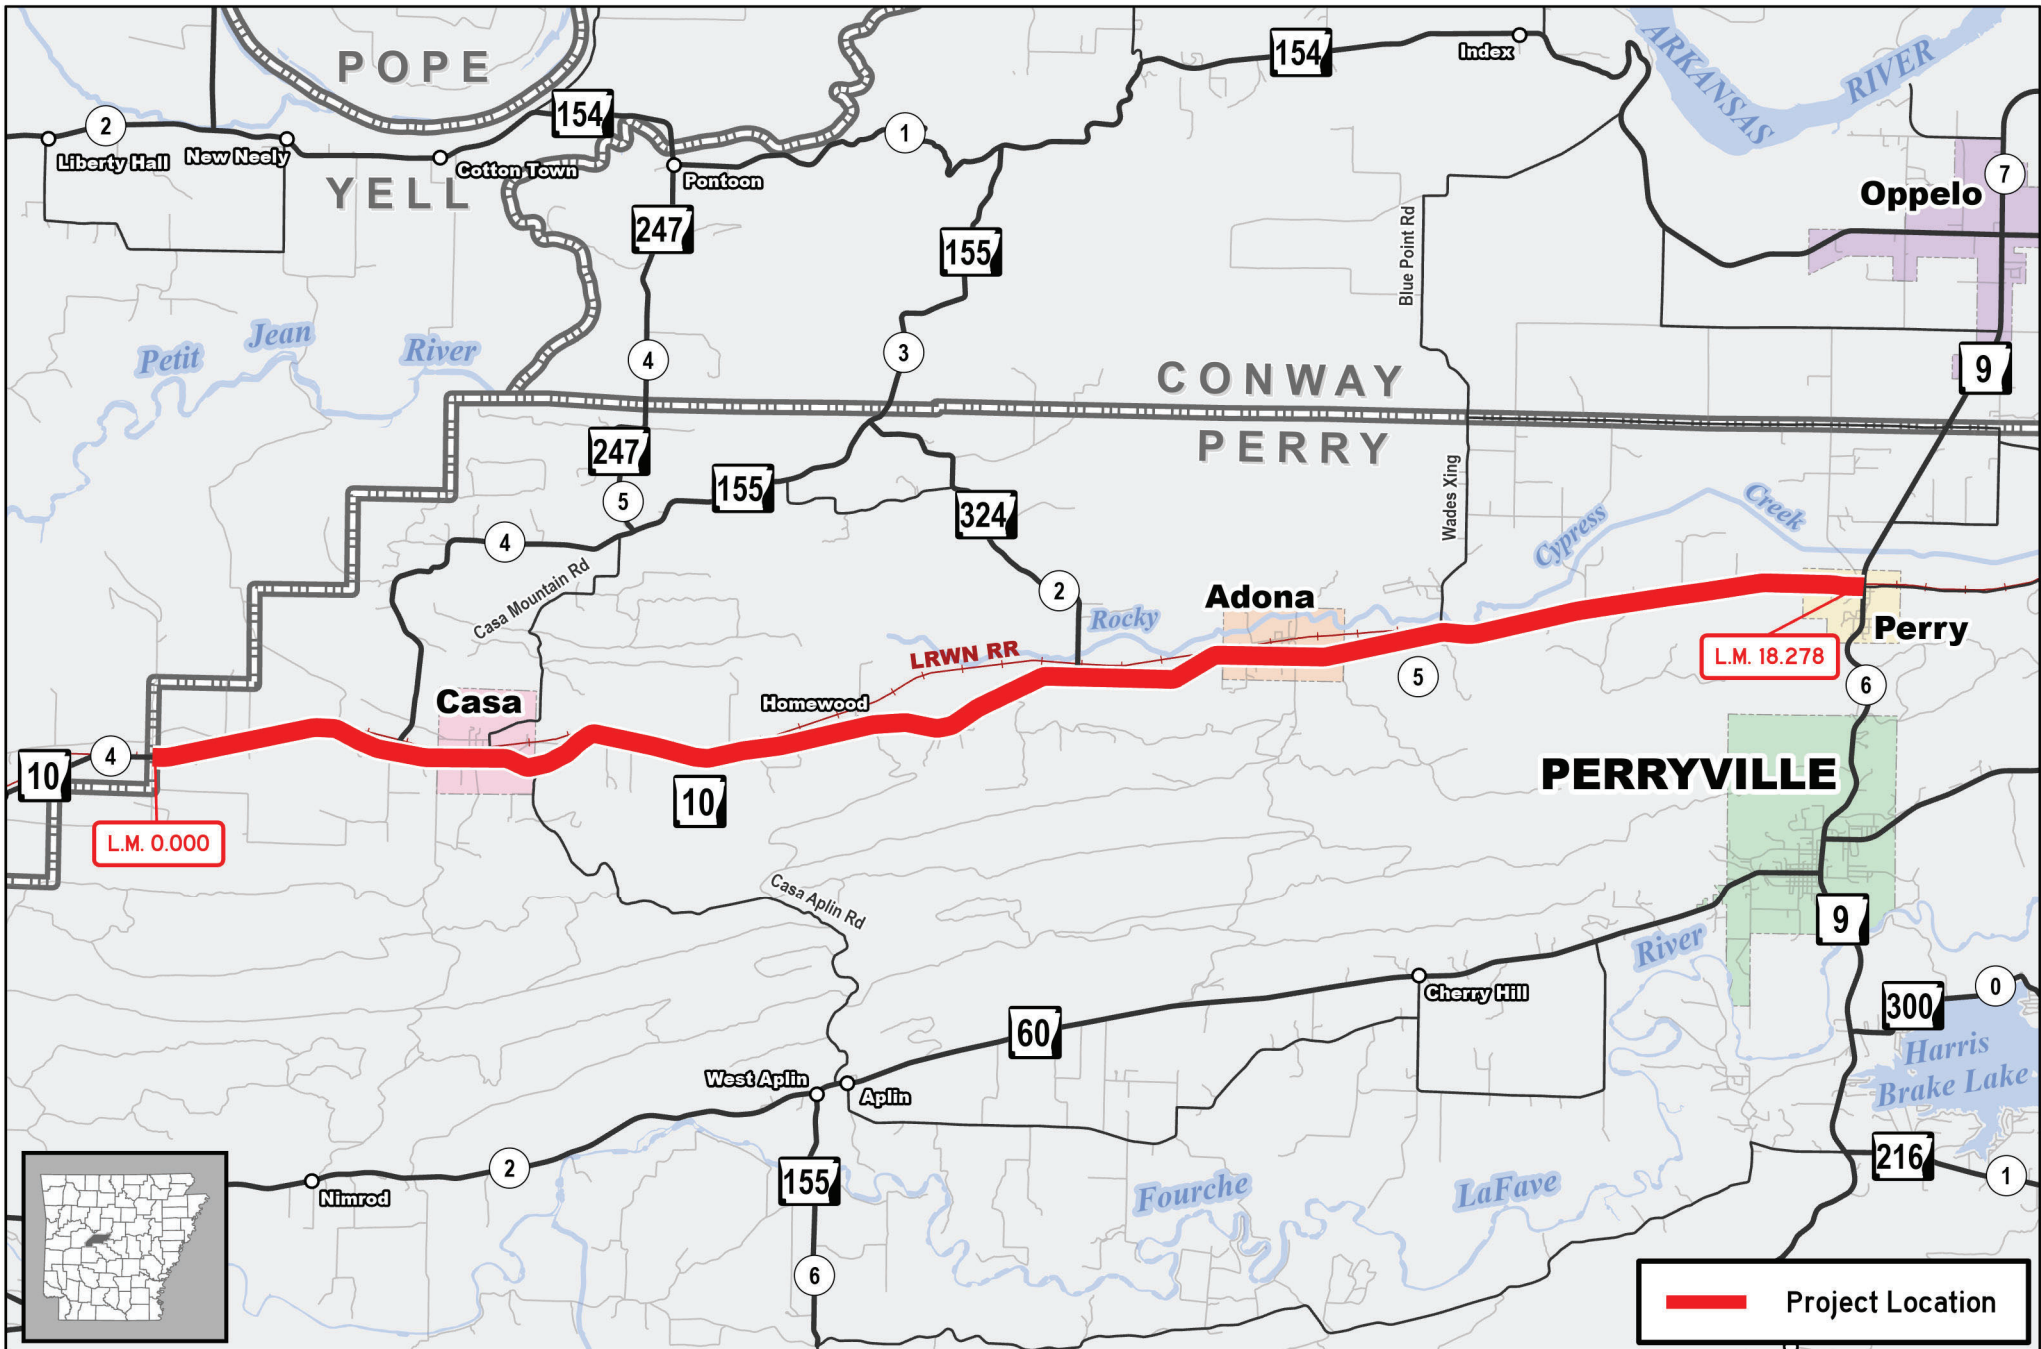 POPE
154
Index
ARKANSAS
RIVER
2
154
1
Liberty Hall
New Neely
Cotton Town
Pontoon
7
YELL
Oppelo
247
155
Blue Point Rd
Petit
Jean
River
4
3
9
CONWAY
PERRY
247
155
5
324
Wades Xing
Cypress
Creek
4
Casa Mountain Rd
2
Rocky
Adona
Perry
LRWN RR
L.M. 18.278
5
6
Casa
Homewood
10
4
10
PERRYVILLE
L.M. 0.000
Casa Aplin Rd
9
River
Cherry Hill
300
0
60
Harris
Brake Lake
West Aplin
Aplin
216
1
Nimrod
2
155
Fourche
LaFave
6
Project Location